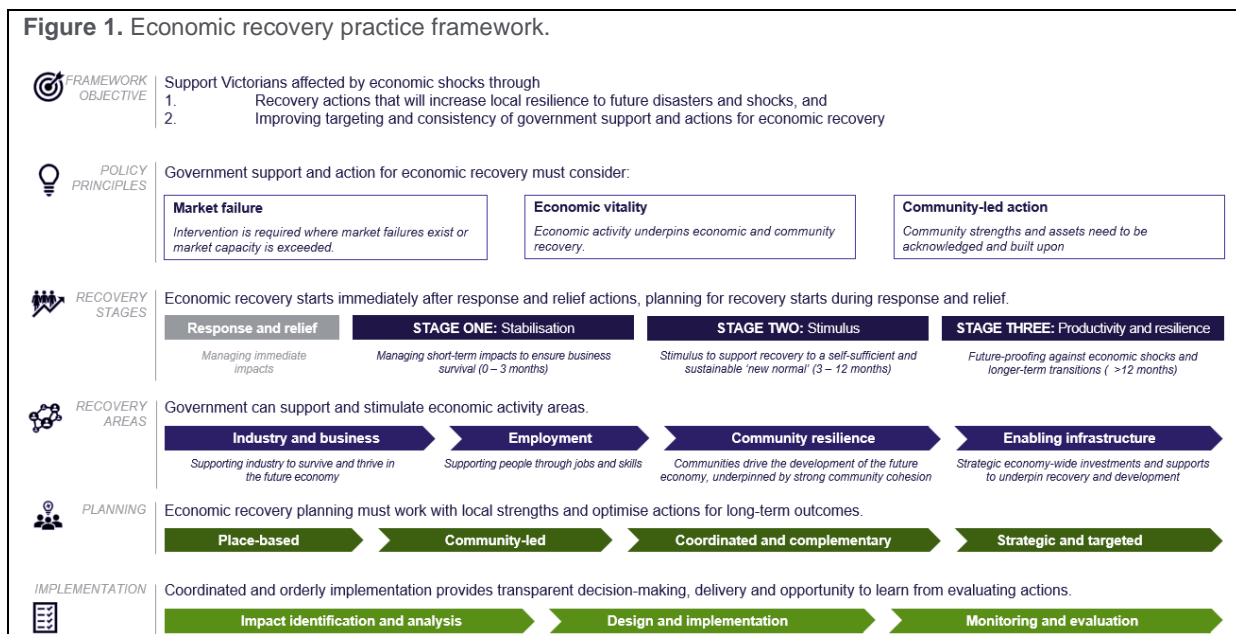 Figure 1. Economic recovery practice framework.
FRAMEWORK
OBJECTIVE
Support Victorians affected by economic shocks through
1. Recovery actions that will increase local resilience to future disasters and shocks, and
2. Improving targeting and consistency of government support and actions for economic recovery
POLICY
PRINCIPLES
Government support and action for economic recovery must consider:
Market failure
Intervention is required where market failures exist or
market capacity is exceeded.
Economic vitality
Economic activity underpins economic and community
recovery.
Community-led action
Community strengths and assets need to be
acknowledged and built upon
RECOVERY
STAGES
Economic recovery starts immediately after response and relief actions, planning for recovery starts during response and relief.
Response and relief
Managing immediate
impacts
STAGE ONE: Stabilisation
Managing short-term impacts to ensure business
survival (0 – 3 months)
STAGE TWO: Stimulus
Stimulus to support recovery to a self-sufficient and
sustainable ‘new normal’ (3 – 12 months)
STAGE THREE: Productivity and resilience
Future-proofing against economic shocks and
longer-term transitions ( >12 months)
RECOVERY
AREAS
Government can support and stimulate economic activity areas.
Industry and business
Supporting industry to survive and thrive in
the future economy
Employment
Supporting people through jobs and skills
Community resilience
Communities drive the development of the future
economy, underpinned by strong community cohesion
Enabling infrastructure
Strategic economy-wide investments and supports
to underpin recovery and development
PLANNING
Economic recovery planning must work with local strengths and optimise actions for long-term outcomes.
Place-based
Community-led
Coordinated and complementary
Strategic and targeted
IMPLEMENTATION
Coordinated and orderly implementation provides transparent decision-making, delivery and opportunity to learn from evaluating actions.
Impact identification and analysis
Design and implementation
Monitoring and evaluation